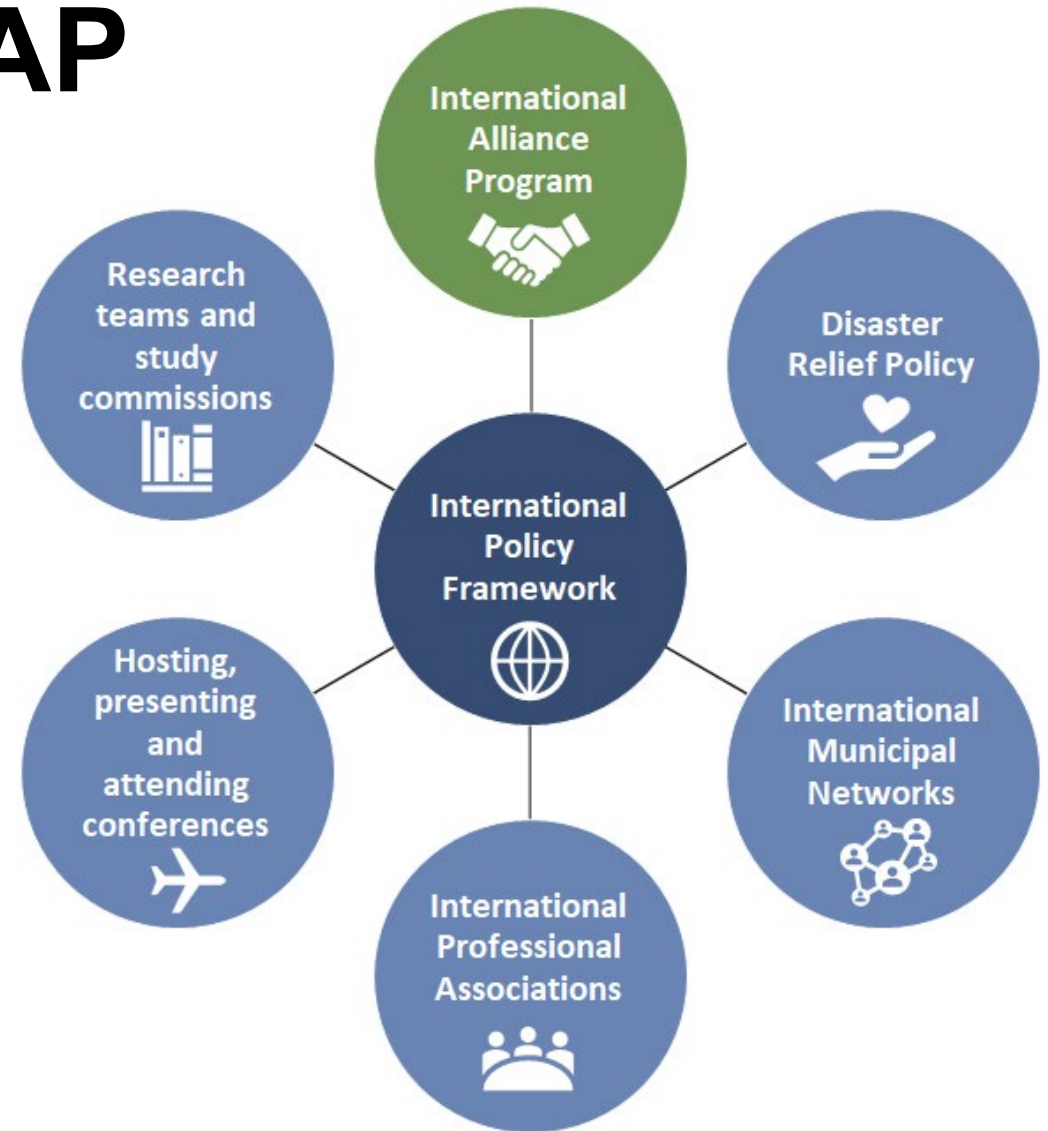 AP
International
Alliance
Program
Research
teams and
study
commissions
Disaster
Relief Policy
International
Policy
Framework
Hosting,
presenting
and
attending
conferences
International
Municipal
Networks
International
Professional
Associations